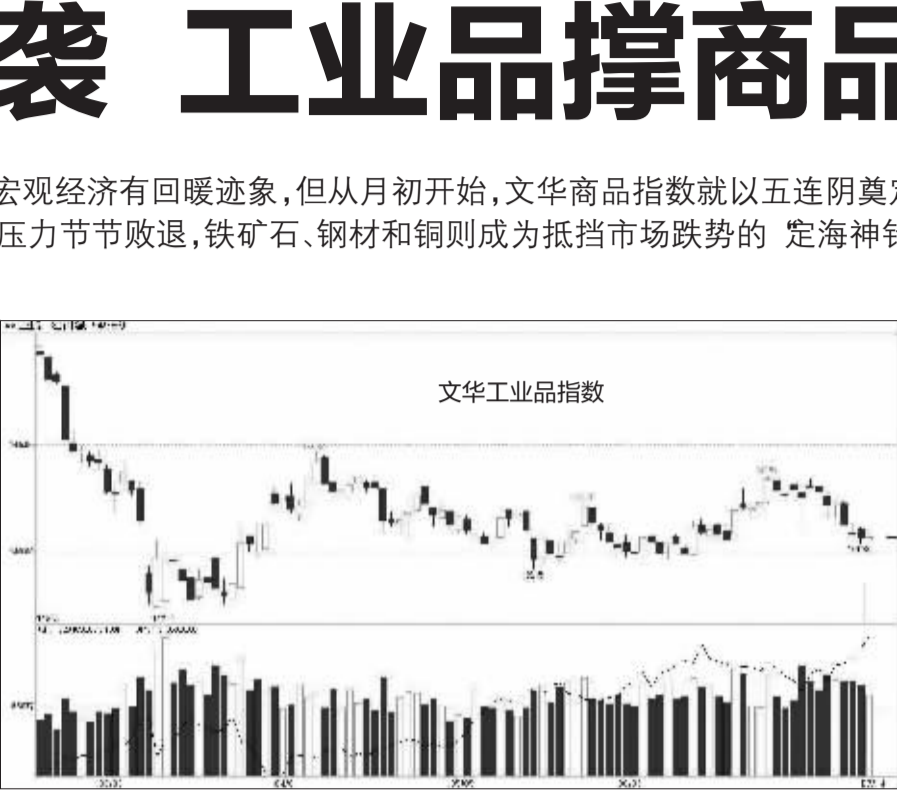 袭 工业品撑商品
宏观经济有回暖迹象,但从月初开始,文华商品指数就以五连阴奠定
压力节节败退,铁矿石、钢材和铜则成为抵挡市场跌势的“定海神针
文华工业品指数